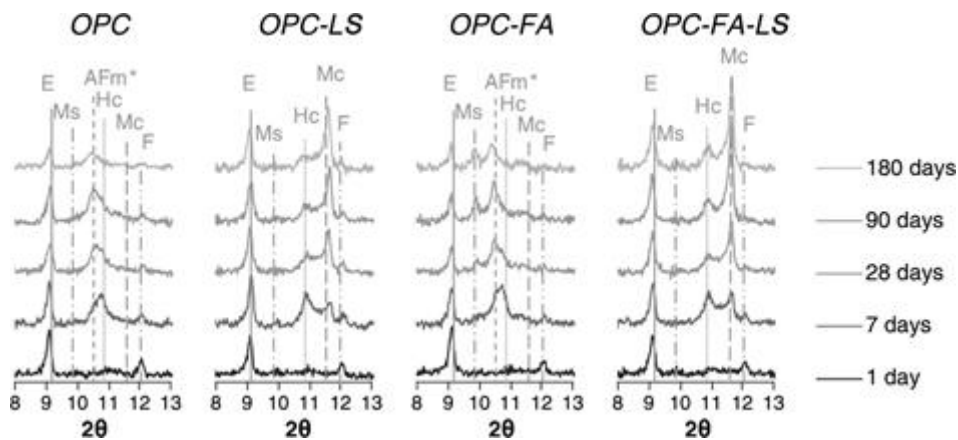 OPC
OPC-LS
OPC-FA
OPC-FA-LS
E
Ms
AFm*
Hc
Mc
F
E
Ms
Hc
Mc
F
E
Ms
AFm*
Hc
Mc
F
E
Ms
Hc
Mc
F
180 days
90 days
28 days
7 days
1 day
8 9 10 11 12 13
8 9 10 11 12 13
8 9 10 11 12 13
8 9 10 11 12 13
2θ
2θ
2θ
2θ